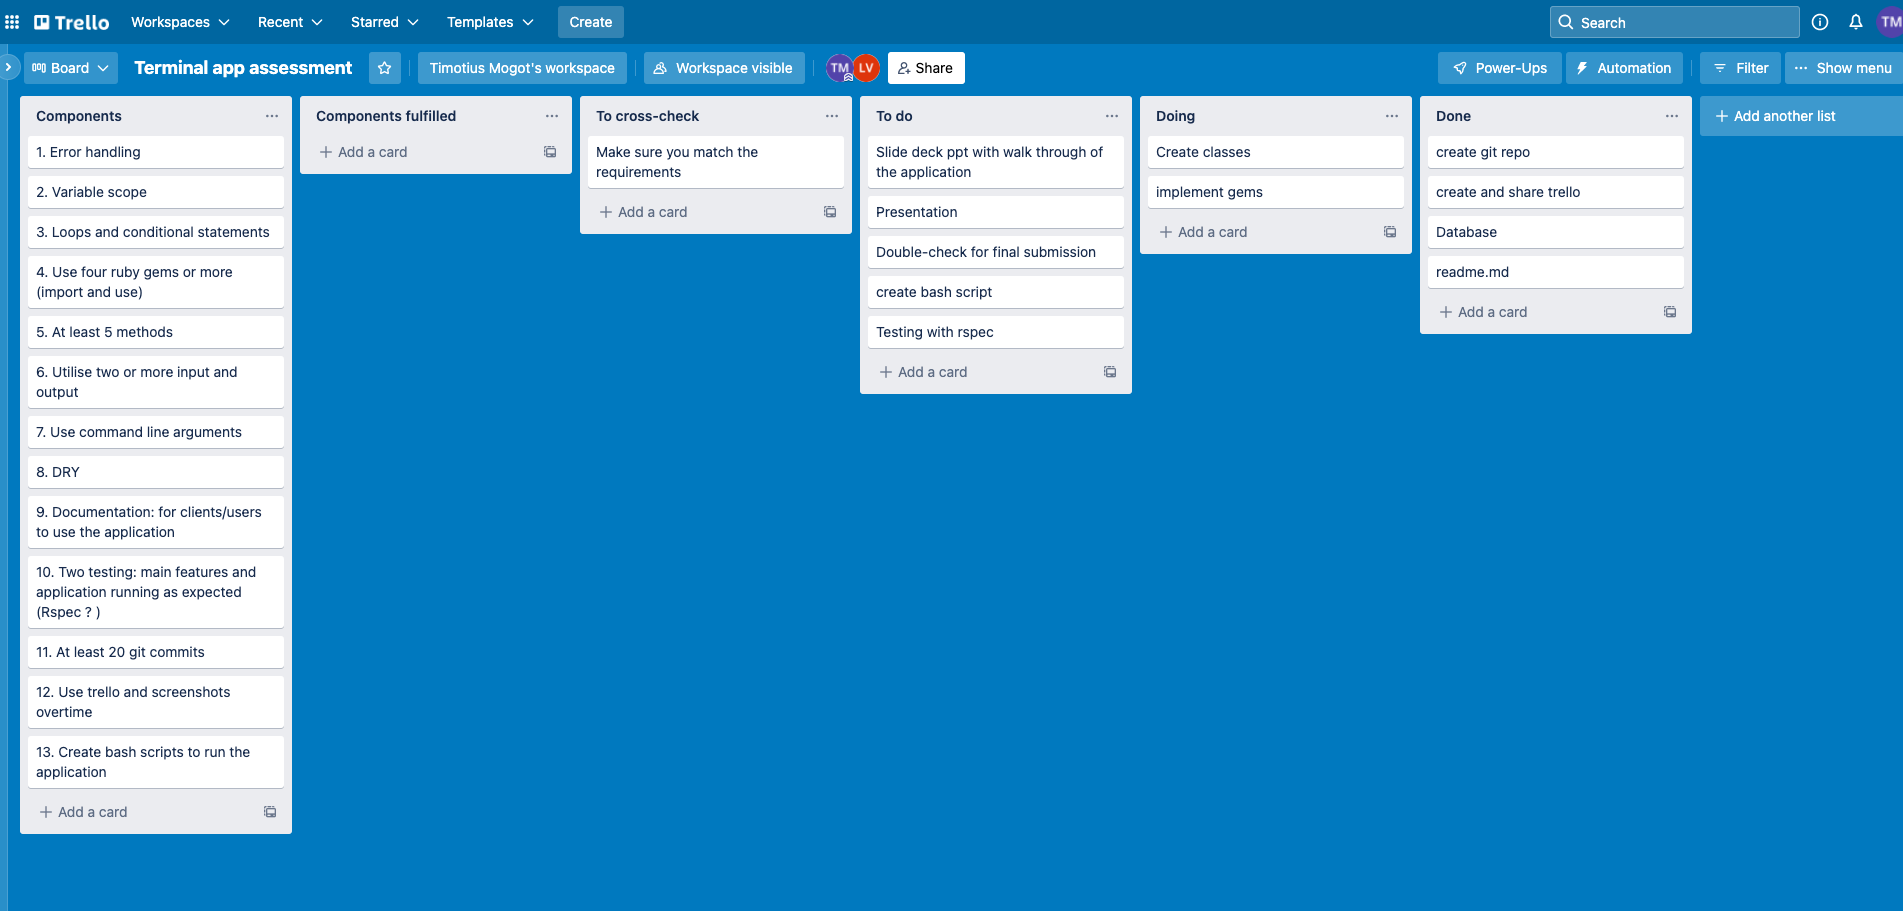 Trello
Workspaces
Recent
Starred
Templates
Create
Search
TM
Board
Terminal app assessment
Timotius Mogot's workspace
Workspace visible
TM
LV
Share
Power-Ups
Automation
Filter
Show menu
Components
1. Error handling
2. Variable scope
3. Loops and conditional statements
4. Use four ruby gems or more
(import and use)
5. At least 5 methods
6. Utilise two or more input and
output
7. Use command line arguments
8. DRY
9. Documentation: for clients/users
to use the application
10. Two testing: main features and
application running as expected
(Rspec ? )
11. At least 20 git commits
12. Use trello and screenshots
overtime
13. Create bash scripts to run the
application
Add a card
Components fulfilled
Add a card
To cross-check
Make sure you match the
requirements
Add a card
To do
Slide deck ppt with walk through of
the application
Presentation
Double-check for final submission
create bash script
Testing with rspec
Add a card
Doing
Create classes
implement gems
Add a card
Done
create git repo
create and share trello
Database
readme.md
Add a card
Add another list